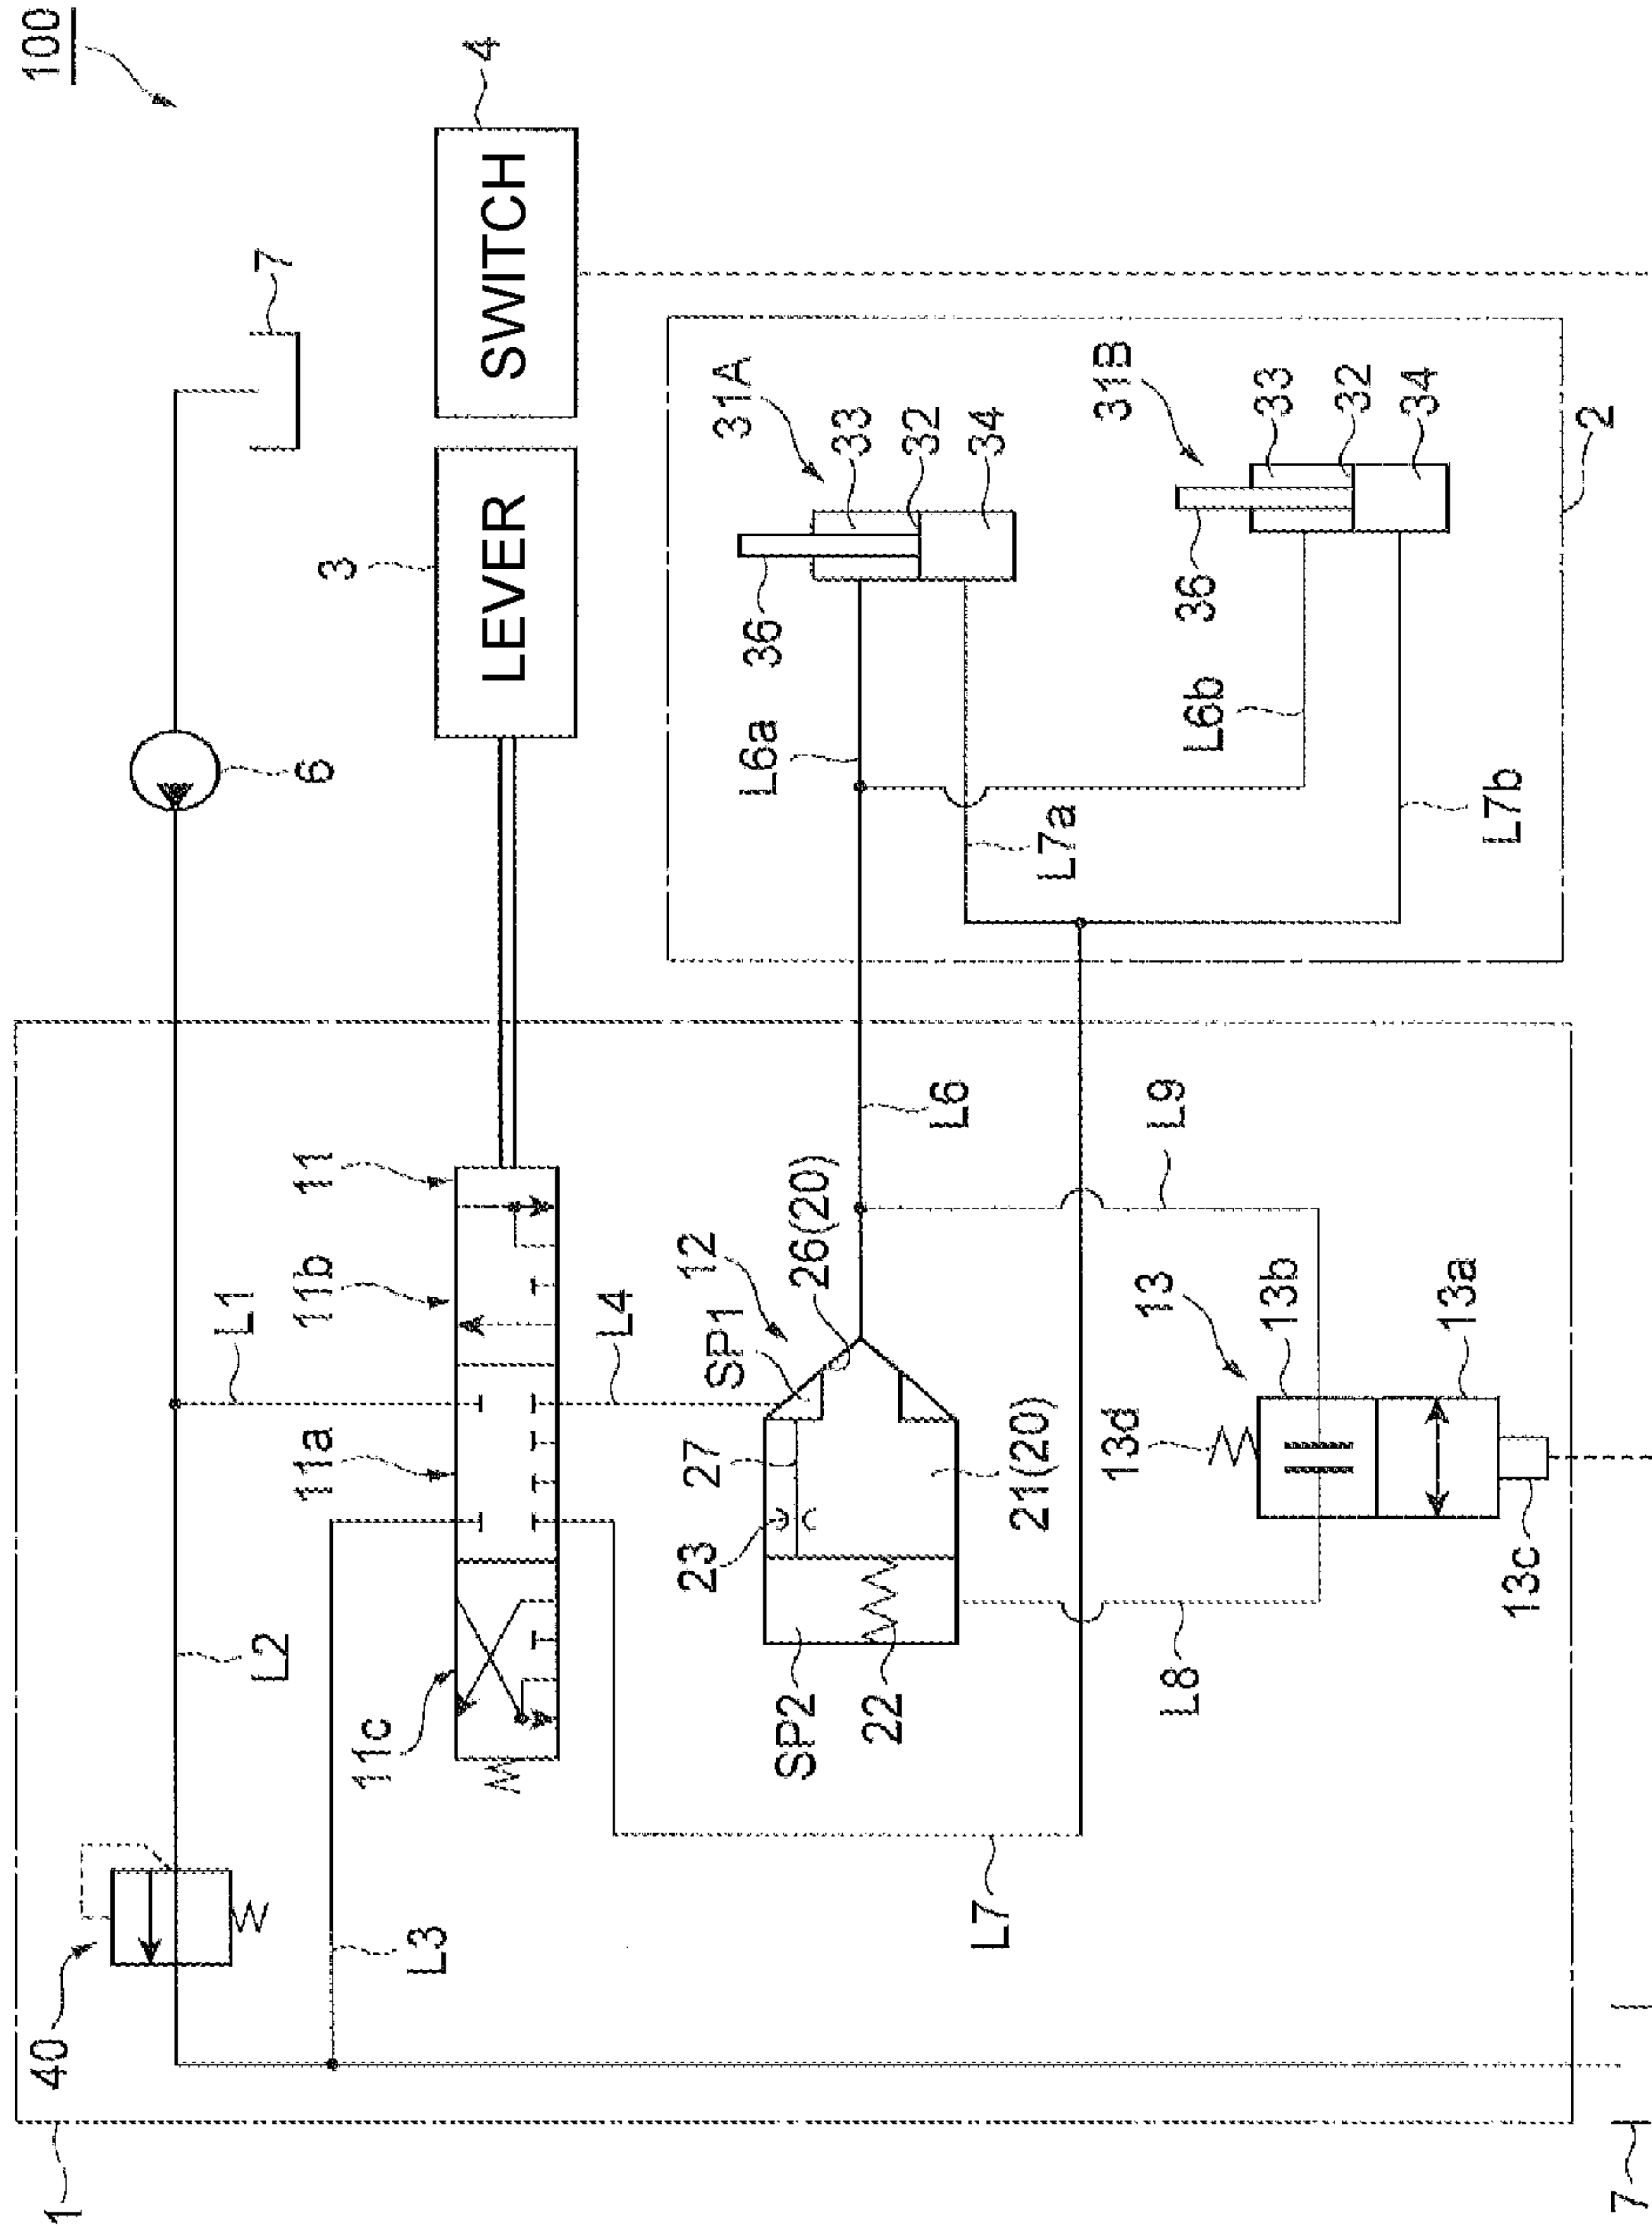 100
4
SWITCH
7
3
LEVER
6
31A
33
32
34
36
L6a
L7a
31B
33
32
34
36
L6b
L7b
2
11
11b
L1
11a
L4
L2
11c
40
L3
12
26(20)
SP1
27
23
21(20)
SP2
22
L6
L9
13
13b
13a
13d
13c
L8
L7
1
7